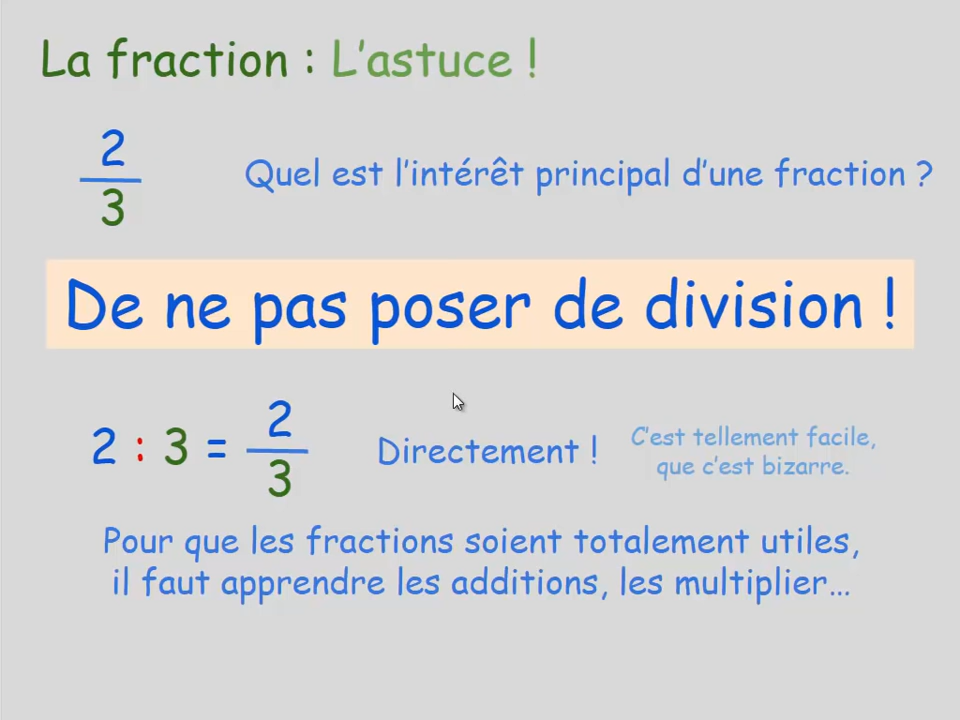 La fraction : L'astuce !
2
3
Quel est l'intérêt principal d'une fraction ?
De ne pas poser de division !
2 : 3 = 2
3
Directement !
C'est tellement facile,
que c'est bizarre.
Pour que les fractions soient totalement utiles,
il faut apprendre les additions, les multiplier...